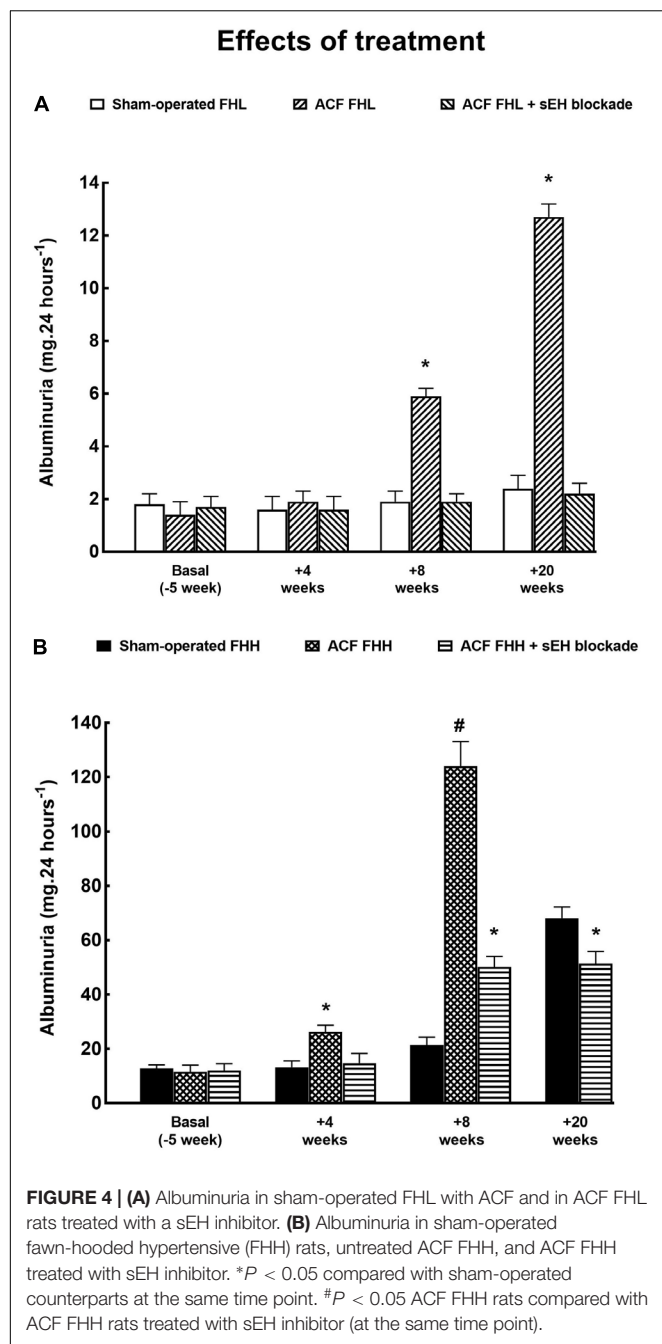 Effects of treatment
A
Sham-operated FHL ACF FHL ACF FHL + sEH blockade
Albuminuria (mg.24 hours-1)
14
12
10
8
6
4
2
0
*
*
Basal (-5 week) +4 weeks +8 weeks +20 weeks
B
Sham-operated FHH ACF FHH ACF FHH + sEH blockade
Albuminuria (mg.24 hours-1)
140
120
100
80
60
40
20
0
*
#
*
*
Basal (-5 week) +4 weeks +8 weeks +20 weeks
FIGURE 4 | (A) Albuminuria in sham-operated FHL with ACF and in ACF FHL
rats treated with a sEH inhibitor. (B) Albuminuria in sham-operated
fawn-hooded hypertensive (FHH) rats, untreated ACF FHH, and ACF FHH
treated with sEH inhibitor. *P < 0.05 compared with sham-operated
counterparts at the same time point. #P < 0.05 ACF FHH rats compared with
ACF FHH rats treated with sEH inhibitor (at the same time point).